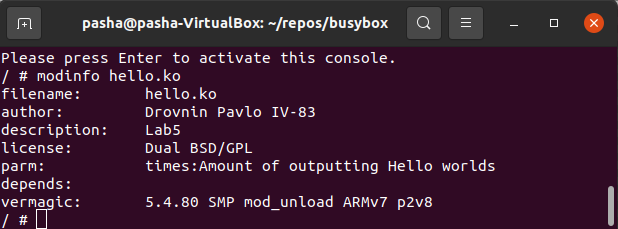 pasha@pasha-VirtualBox: ~/repos/busybox
Please press Enter to activate this console.
/ # modinfo hello.ko
filename:       hello.ko
author:         Drovnin Pavlo IV-83
description:    Lab5
license:        Dual BSD/GPL
parm:           times:Amount of outputting Hello worlds
depends:
vermagic:       5.4.80 SMP mod_unload ARMv7 p2v8
/ #